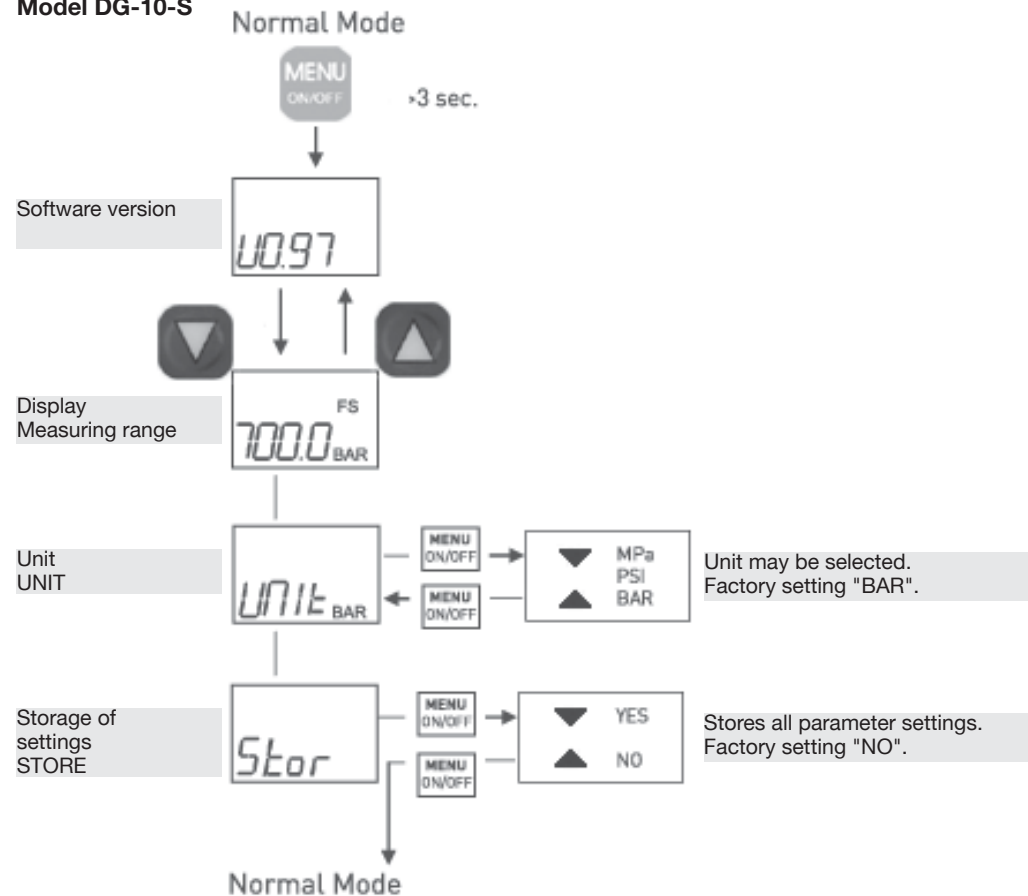 Model DG-10-S
Normal Mode
MENU
ON/OFF
>3 sec.
Software version
V0.97
Display
Measuring range
FS
700.0 BAR
Unit
UNIT
UNIt BAR
MENU
ON/OFF
MENU
ON/OFF
MPa
PSI
BAR
Unit may be selected.
Factory setting "BAR".
Storage of
settings
STORE
Stor
MENU
ON/OFF
MENU
ON/OFF
YES
NO
Stores all parameter settings.
Factory setting "NO".
Normal Mode